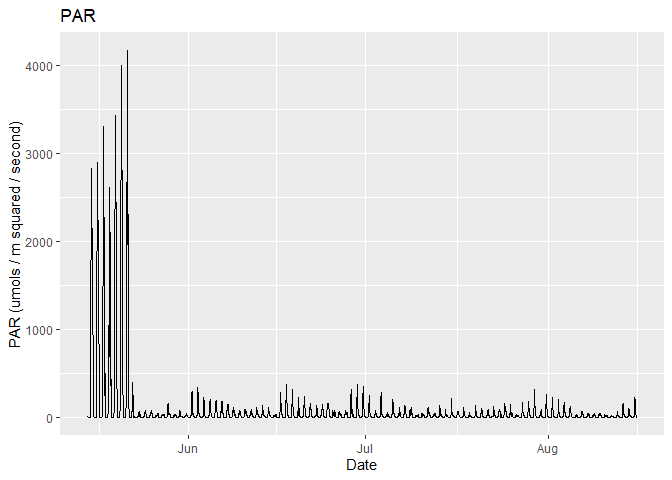 PAR
4000
3000
2000
1000
0
PAR (umols / m squared / second)
Jun
Jul
Aug
Date